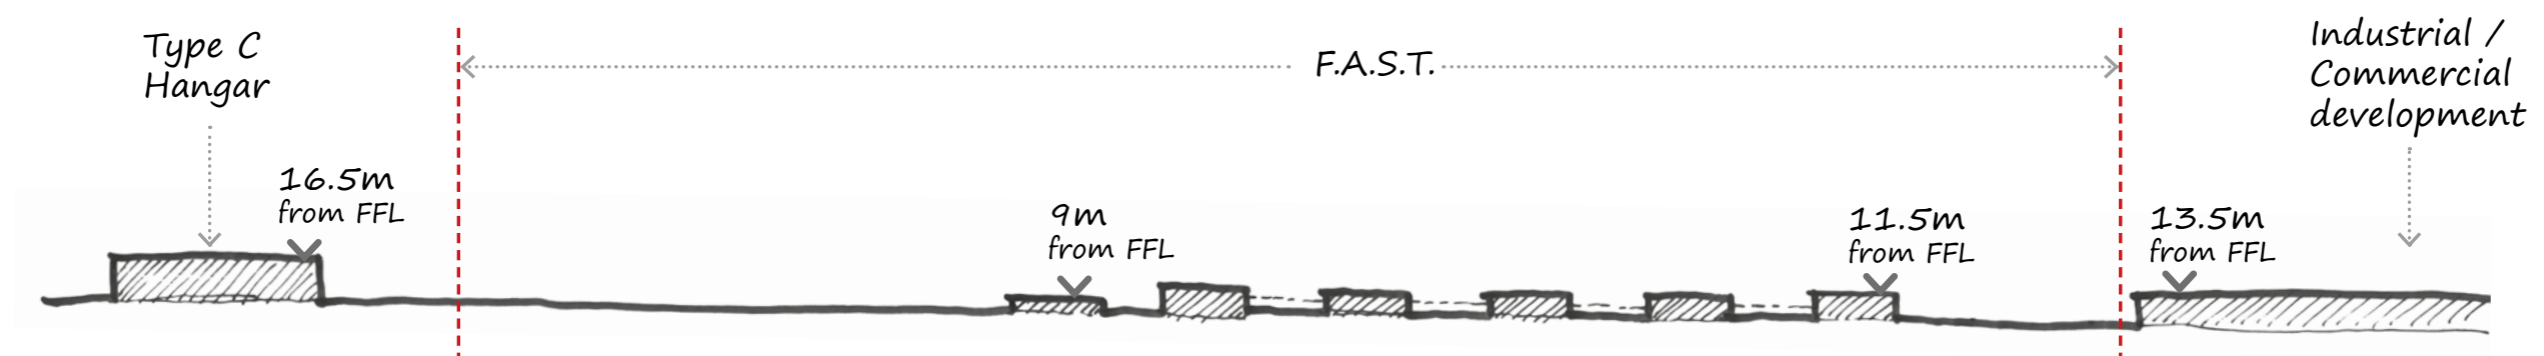 Type C
Hangar
16.5m
from FFL
F.A.S.T.
9m
from FFL
11.5m
from FFL
Industrial /
Commercial
development
13.5m
from FFL